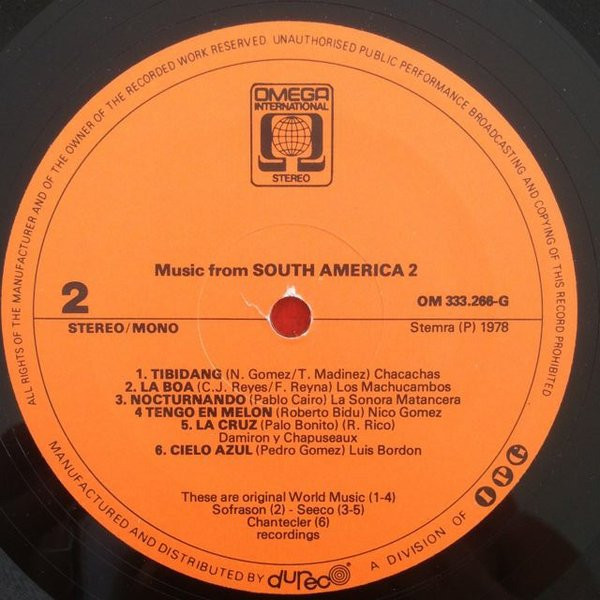 ALL RIGHTS OF THE MANUFACTURER AND OF THE OWNER OF THE RECORDED WORK RESERVED. UNAUTHORISED PUBLIC PERFORMANCE BROADCASTING AND COPYING OF THIS RECORD PROHIBITED
OMEGA
INTERNATIONAL
STEREO
Music from SOUTH AMERICA 2
2
OM 333.266-G
STEREO/MONO
Stemra (P) 1978
1. TIBIDANG (N. Gomez/T. Madinez) Chacachas
2. LA BOA (C.J. Reyes/F. Reyna) Los Machucambos
3. NOCTURNANDO (Pablo Cairo) La Sonora Matancera
4 TENGO EN MELON (Roberto Bidu) Nico Gomez
5. LA CRUZ (Palo Bonito) (R. Rico)
Damiron y Chapuseaux
6. CIELO AZUL (Pedro Gomez) Luis Bordon
These are original World Music (1-4)
Sofrason (2) - Seeco (3-5)
Chantecler (6)
recordings
MANUFACTURED AND DISTRIBUTED BY dureco A DIVISION OF